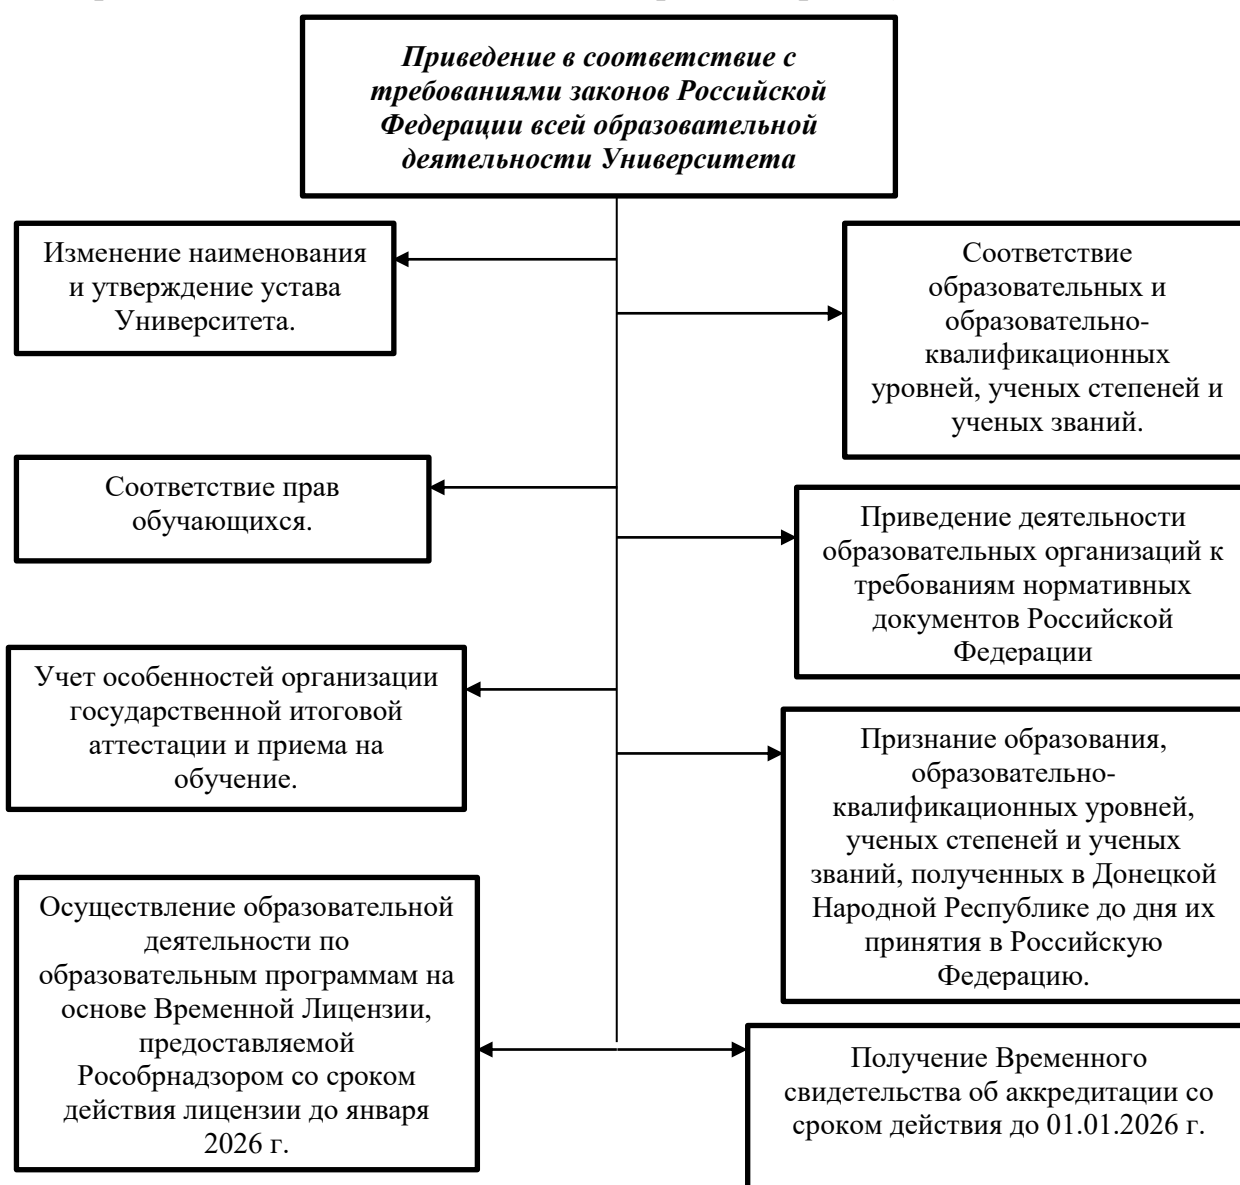 Приведение в соответствие с
требованиями законов Российской
Федерации всей образовательной
деятельности Университета
Изменение наименования
и утверждение устава
Университета.
Соответствие
образовательных и
образовательно-
квалификационных
уровней, ученых степеней и
ученых званий.
Соответствие прав
обучающихся.
Приведение деятельности
образовательных организаций к
требованиям нормативных
документов Российской
Федерации
Учет особенностей организации
государственной итоговой
аттестации и приема на
обучение.
Признание образования,
образовательно-
квалификационных уровней,
ученых степеней и ученых
званий, полученных в Донецкой
Народной Республике до дня их
принятия в Российскую
Федерацию.
Осуществление образовательной
деятельности по
образовательным программам на
основе Временной Лицензии,
предоставляемой
Рособрнадзором со сроком
действия лицензии до января
2026 г.
Получение Временного
свидетельства об аккредитации со
сроком действия до 01.01.2026 г.